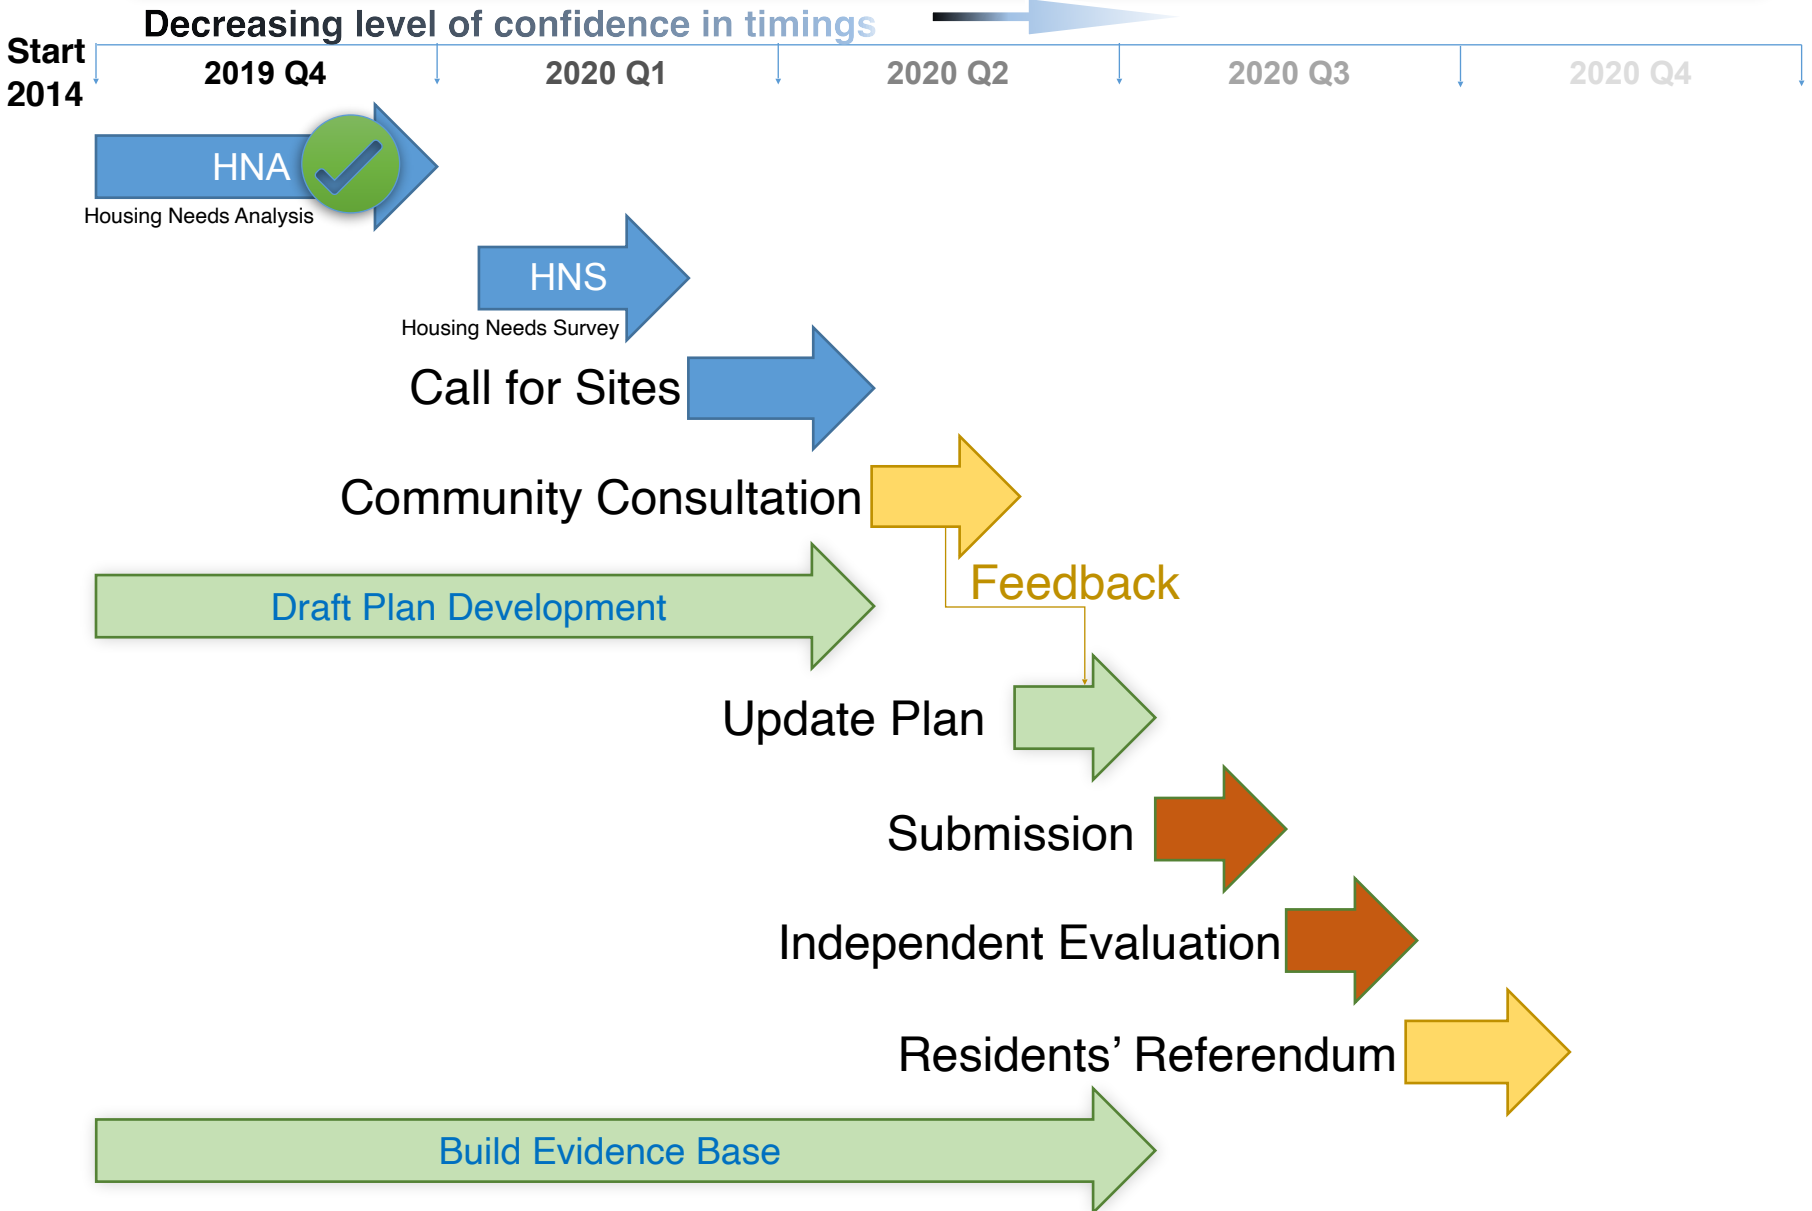 Decreasing level of confidence in timings
Start
2014
2019 Q4
2020 Q1
2020 Q2
2020 Q3
2020 Q4
HNA
Housing Needs Analysis
HNS
Housing Needs Survey
Call for Sites
Community Consultation
Feedback
Draft Plan Development
Update Plan
Submission
Independent Evaluation
Residents’ Referendum
Build Evidence Base